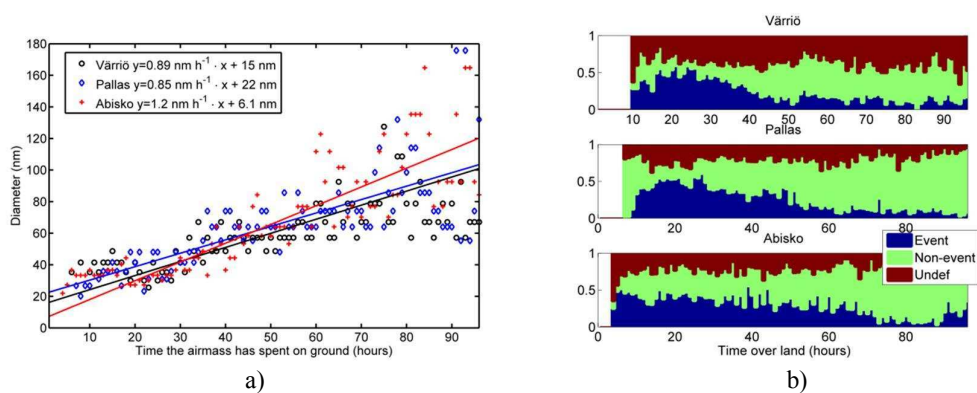 180
160
140
120
100
80
60
40
20
0
Diameter (nm)
Värriö y=0.89 nm h⁻¹ · x + 15 nm
Pallas y=0.85 nm h⁻¹ · x + 22 nm
Abisko y=1.2 nm h⁻¹ · x + 6.1 nm
10 20 30 40 50 60 70 80 90
Time the airmass has spent on ground (hours)
a)
Värriö
1
0.5
0
10 20 30 40 50 60 70 80 90
Pallas
1
0.5
0
0 20 40 60 80
Abisko
1
0.5
0
0 20 40 60 80
Time over land (hours)
Event
Non-event
Undef
b)